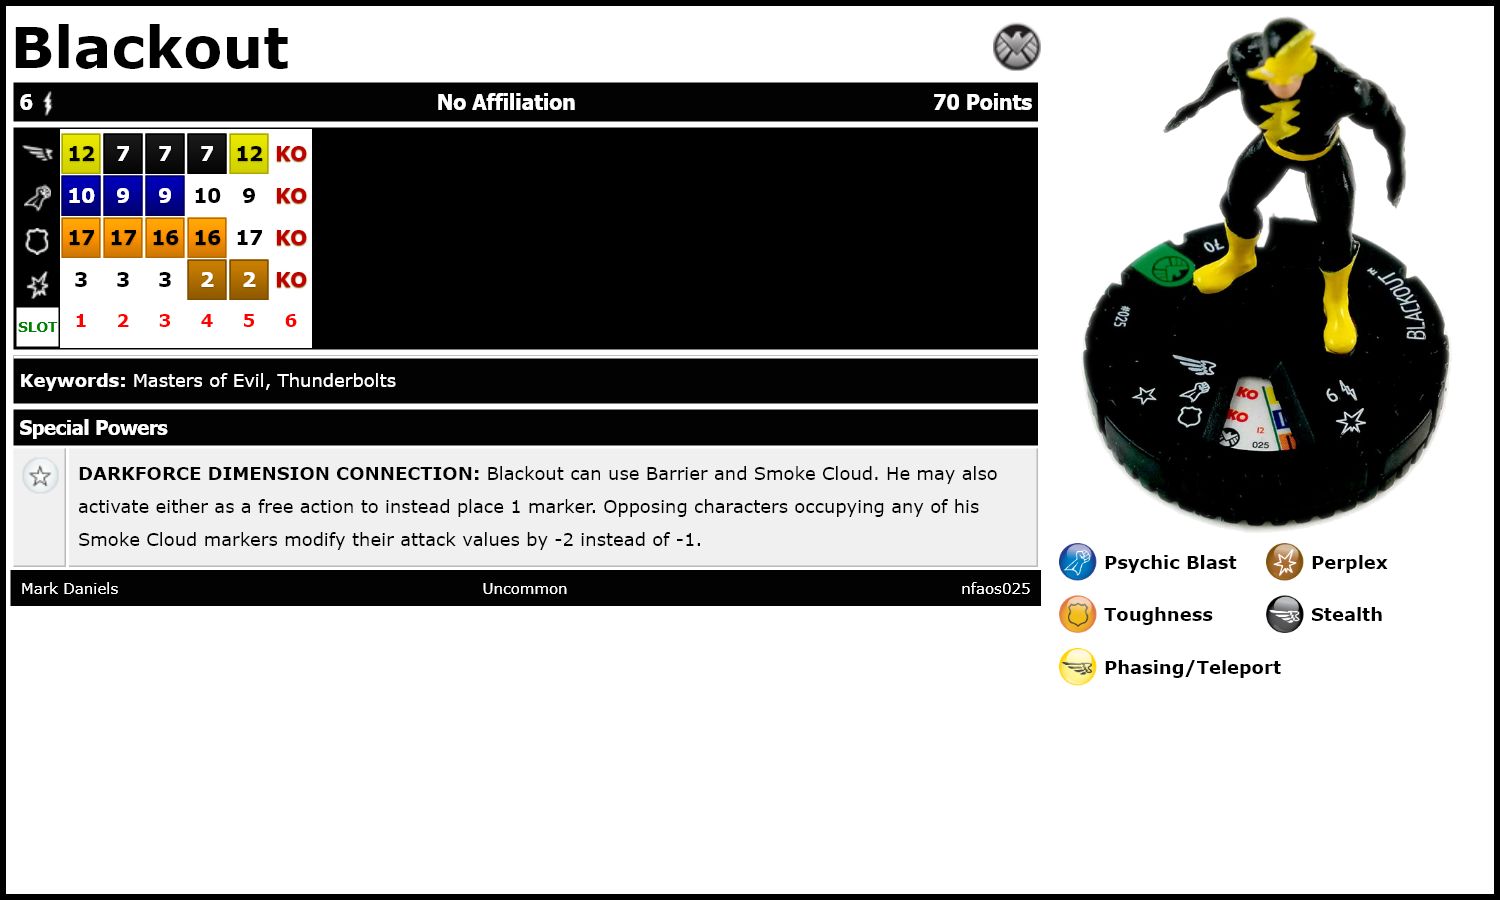 Blackout
6 No Affiliation 70 Points
12 7 7 7 12 KO
10 9 9 10 9 KO
17 17 16 16 17 KO
3 3 3 2 2 KO
SLOT 1 2 3 4 5 6
Keywords: Masters of Evil, Thunderbolts
Special Powers
DARKFORCE DIMENSION CONNECTION: Blackout can use Barrier and Smoke Cloud. He may also
activate either as a free action to instead place 1 marker. Opposing characters occupying any of his
Smoke Cloud markers modify their attack values by -2 instead of -1.
Mark Daniels Uncommon nfaos025
70
#025
BLACKOUT™
6
KO
KO
12
025
Psychic Blast Perplex
Toughness Stealth
Phasing/Teleport